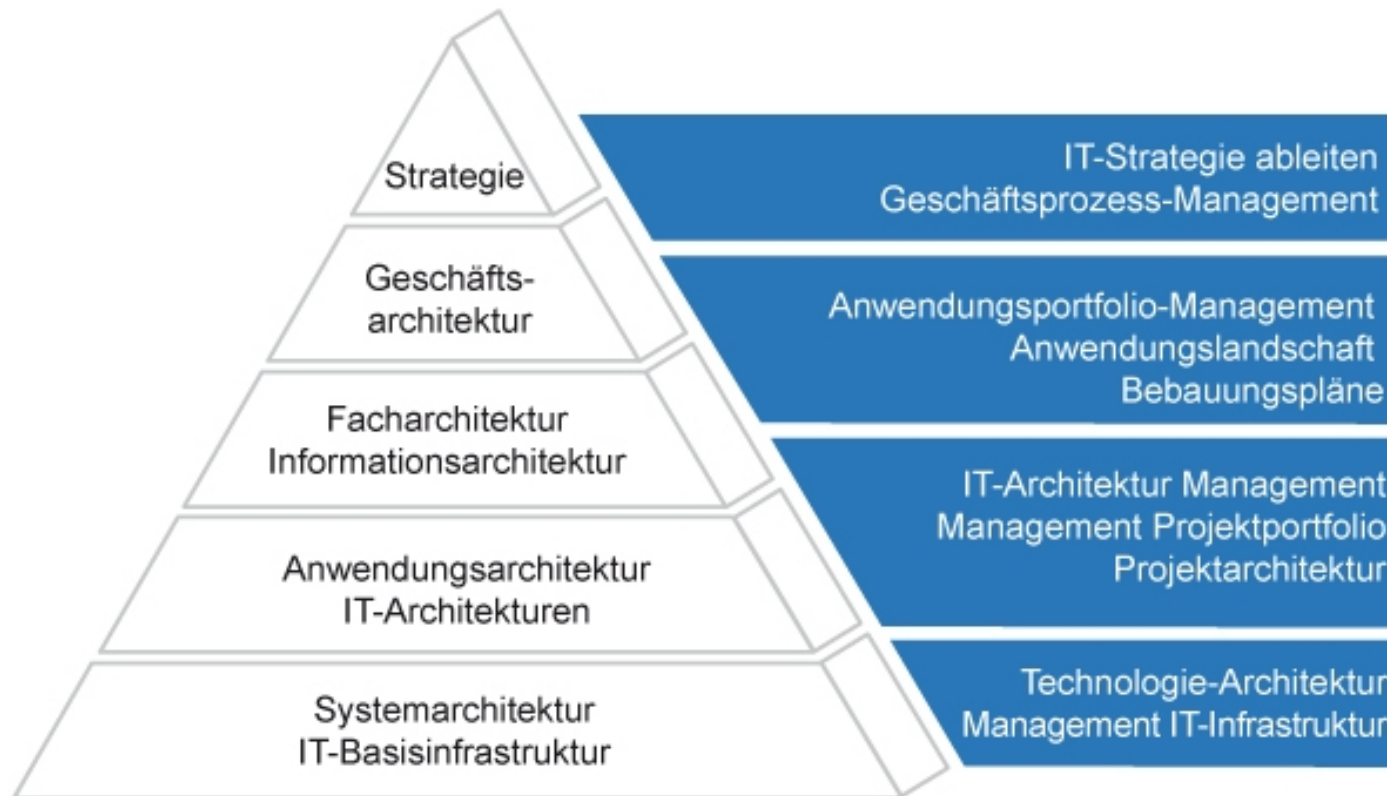 Strategie
Geschäfts-
architektur
Facharchitektur
Informationsarchitektur
Anwendungsarchitektur
IT-Architekturen
Systemarchitektur
IT-Basisinfrastruktur
IT-Strategie ableiten
Geschäftsprozess-Management
Anwendungsportfolio-Management
Anwendungslandschaft
Bebauungspläne
IT-Architektur Management
Management Projektportfolio
Projektarchitektur
Technologie-Architektur
Management IT-Infrastruktur